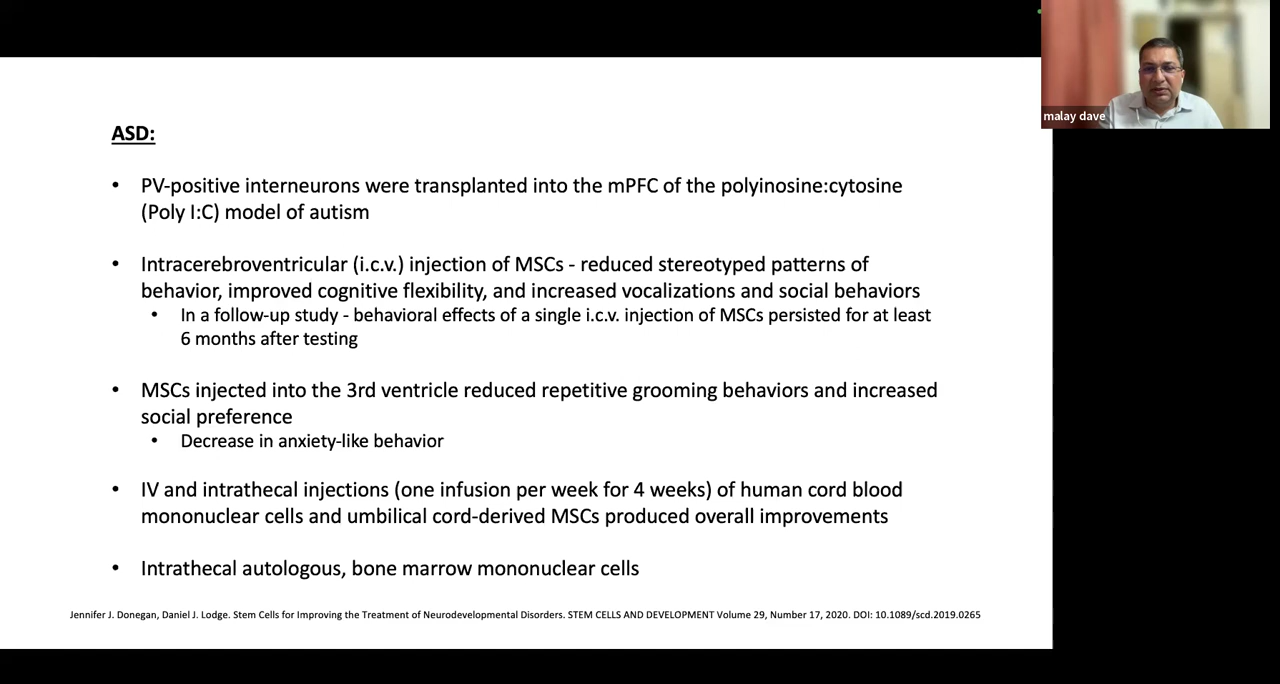 malay dave
ASD:
• PV-positive interneurons were transplanted into the mPFC of the polyinosine:cytosine
(Poly I:C) model of autism
• Intracerebroventricular (i.c.v.) injection of MSCs - reduced stereotyped patterns of
behavior, improved cognitive flexibility, and increased vocalizations and social behaviors
• In a follow-up study - behavioral effects of a single i.c.v. injection of MSCs persisted for at least
6 months after testing
• MSCs injected into the 3rd ventricle reduced repetitive grooming behaviors and increased
social preference
• Decrease in anxiety-like behavior
• IV and intrathecal injections (one infusion per week for 4 weeks) of human cord blood
mononuclear cells and umbilical cord-derived MSCs produced overall improvements
• Intrathecal autologous, bone marrow mononuclear cells
Jennifer J. Donegan, Daniel J. Lodge. Stem Cells for Improving the Treatment of Neurodevelopmental Disorders. STEM CELLS AND DEVELOPMENT Volume 29, Number 17, 2020. DOI: 10.1089/scd.2019.0265